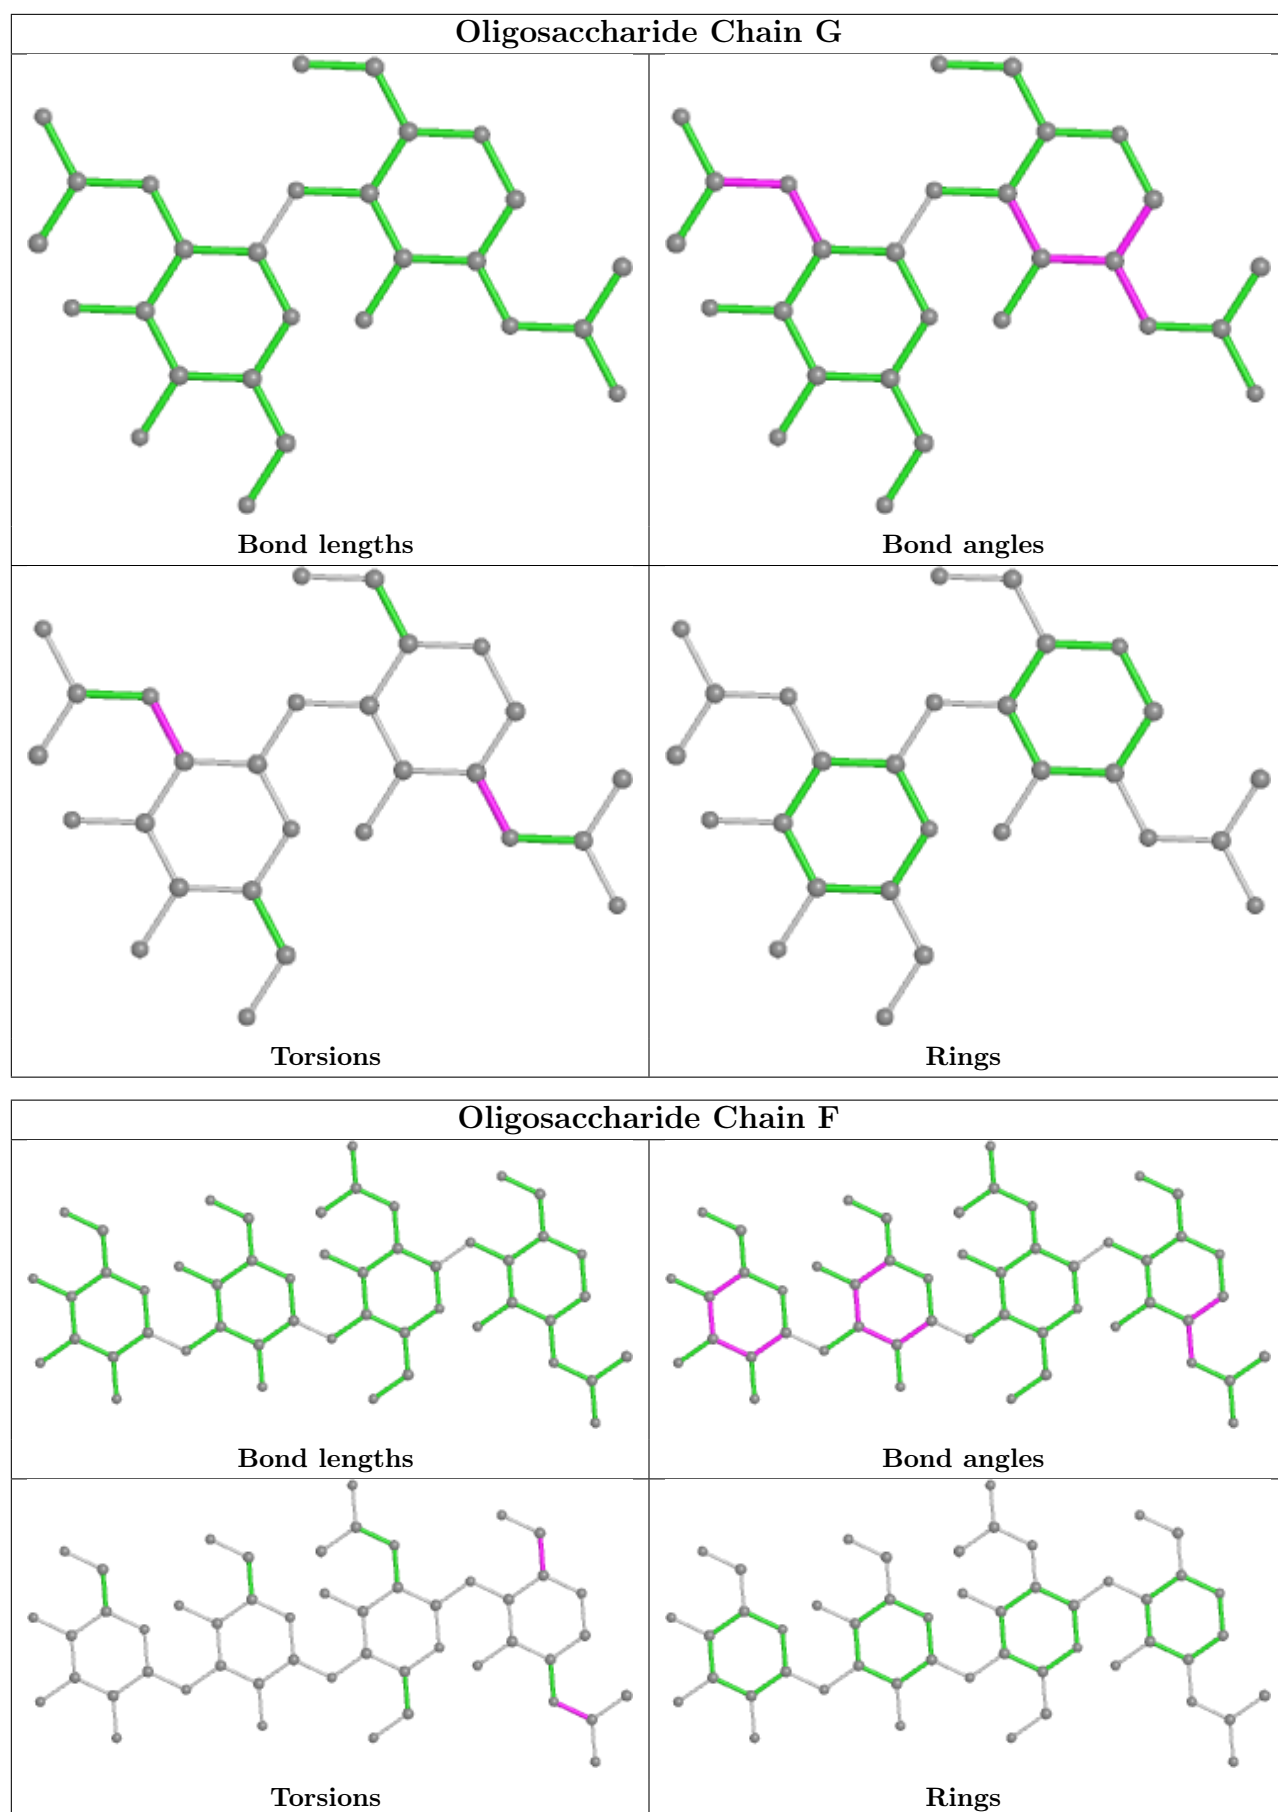 Oligosaccharide Chain G
Bond lengths
Bond angles
Torsions
Rings
Oligosaccharide Chain F
Bond lengths
Bond angles
Torsions
Rings